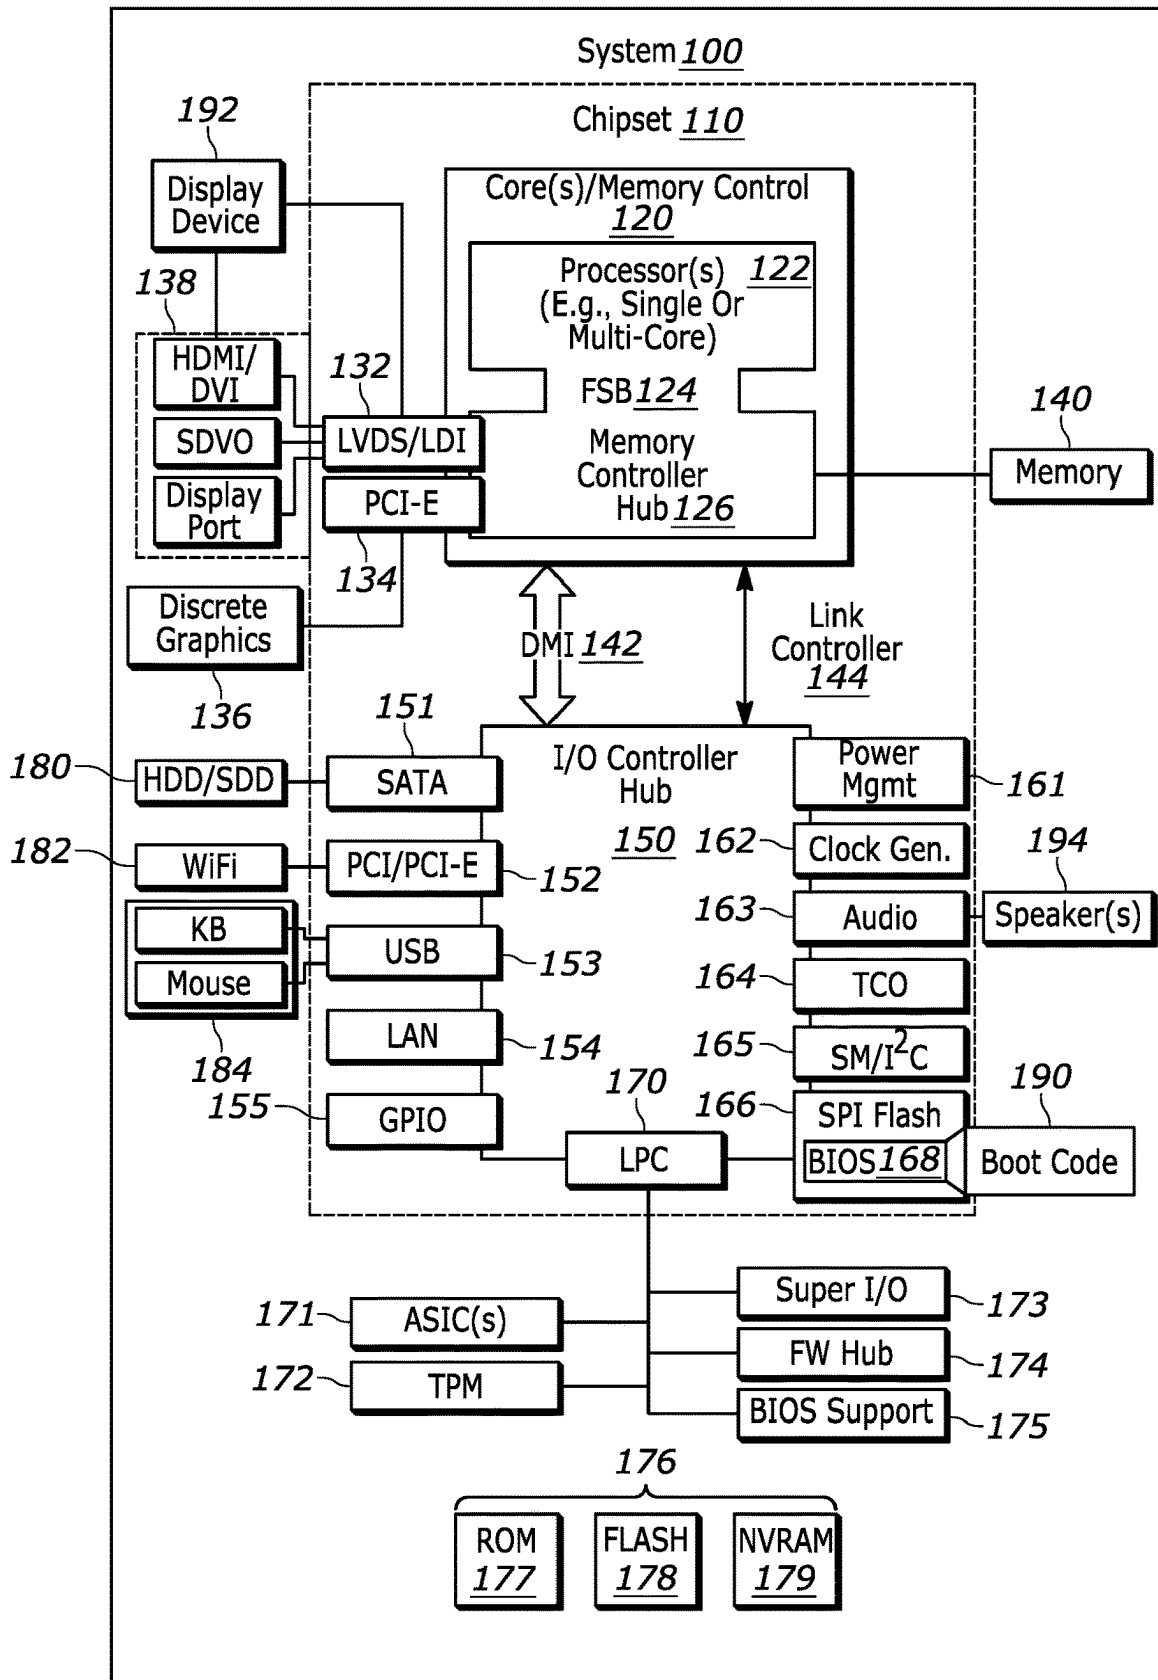 System 100
Chipset 110
192
Display
Device
Core(s)/Memory Control
120
Processor(s) 122
(E.g., Single Or
Multi-Core)
138
HDMI/
DVI
SDVO
Display
Port
132
LVDS/LDI
PCI-E
134
FSB 124
Memory
Controller
Hub 126
140
Memory
Discrete
Graphics
136
DMI 142
Link
Controller
144
151
180
HDD/SDD
SATA
I/O Controller
Hub
150
Power
Mgmt
161
182
WiFi
PCI/PCI-E
152
162
Clock Gen.
194
KB
Mouse
184
USB
153
163
Audio
Speaker(s)
164
TCO
LAN
154
165
SM/I²C
155
GPIO
170
LPC
166
SPI Flash
BIOS 168
190
Boot Code
171
ASIC(s)
172
TPM
Super I/O
173
FW Hub
174
BIOS Support
175
176
ROM
177
FLASH
178
NVRAM
179